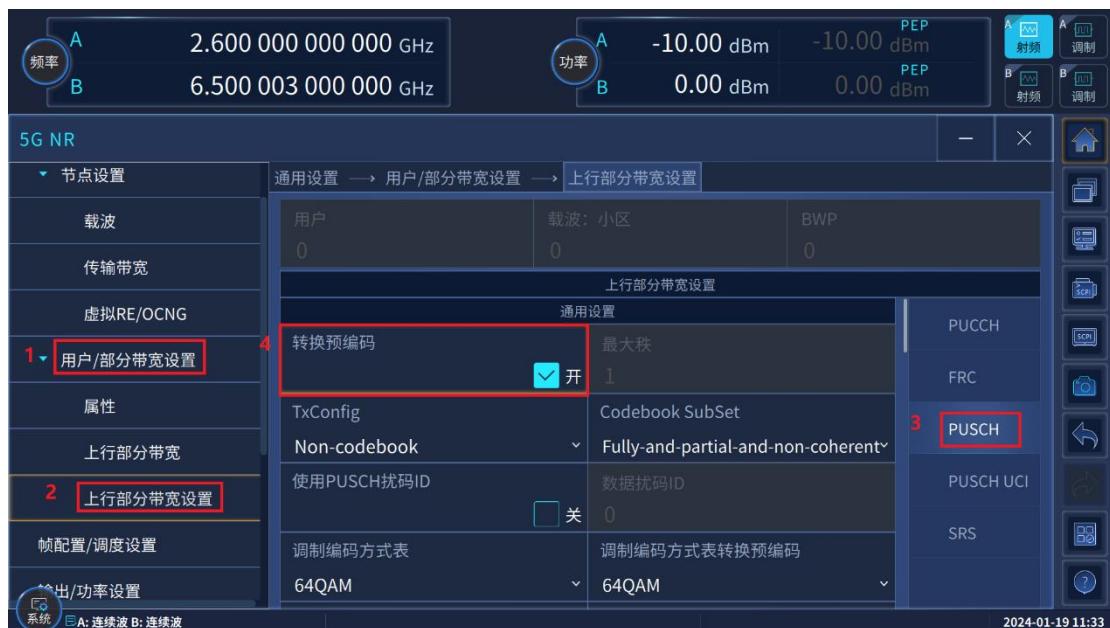 频率
A 2.600 000 000 000 GHz
B 6.500 003 000 000 GHz
功率
A -10.00 dBm
PEP
-10.00 dBm
B 0.00 dBm
PEP
0.00 dBm
A 射频
A 调制
B 射频
B 调制
5G NR
节点设置
载波
传输带宽
虚拟RE/OCNG
1 用户/部分带宽设置
属性
上行部分带宽
2 上行部分带宽设置
帧配置/调度设置
输出/功率设置
通用设置 → 用户/部分带宽设置 → 上行部分带宽设置
用户 载波：小区 BWP
0 0 0
上行部分带宽设置
通用设置
4 转换预编码 最大秩
开 1
TxConfig Codebook SubSet
Non-codebook Fully-and-partial-and-non-coherent
使用PUSCH扰码ID 数据扰码ID
关 0
调制编码方式表 调制编码方式表转换预编码
64QAM 64QAM
PUCCH
FRC
3 PUSCH
PUSCH UCI
SRS
SCPI
SCPI
系统
A: 连续波 B: 连续波
2024-01-19 11:33